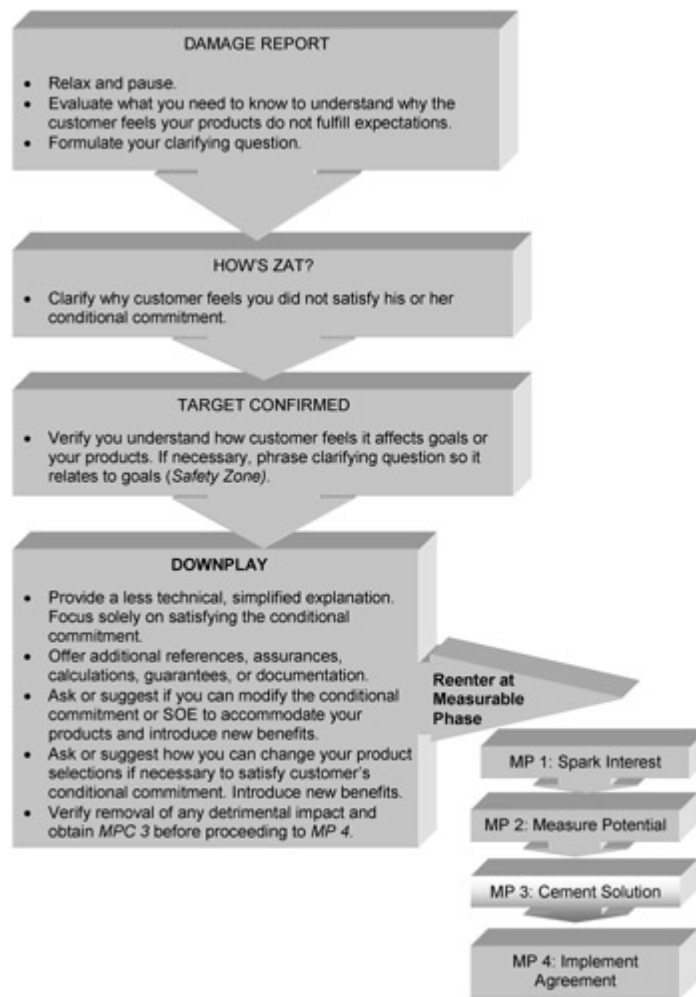 DAMAGE REPORT
• Relax and pause.
• Evaluate what you need to know to understand why the
customer feels your products do not fulfill expectations.
• Formulate your clarifying question.
HOW'S ZAT?
• Clarify why customer feels you did not satisfy his or her
conditional commitment.
TARGET CONFIRMED
• Verify you understand how customer feels it affects goals or
your products. If necessary, phrase clarifying question so it
relates to goals (Safety Zone).
DOWNPLAY
• Provide a less technical, simplified explanation.
Focus solely on satisfying the conditional
commitment.
• Offer additional references, assurances,
calculations, guarantees, or documentation.
• Ask or suggest if you can modify the conditional
commitment or SOE to accommodate your
products and introduce new benefits.
• Ask or suggest how you can change your product
selections if necessary to satisfy customer's
conditional commitment. Introduce new benefits.
• Verify removal of any detrimental impact and
obtain MPC 3 before proceeding to MP 4.
Reenter at
Measurable
Phase
MP 1: Spark Interest
MP 2: Measure Potential
MP 3: Cement Solution
MP 4: Implement
Agreement